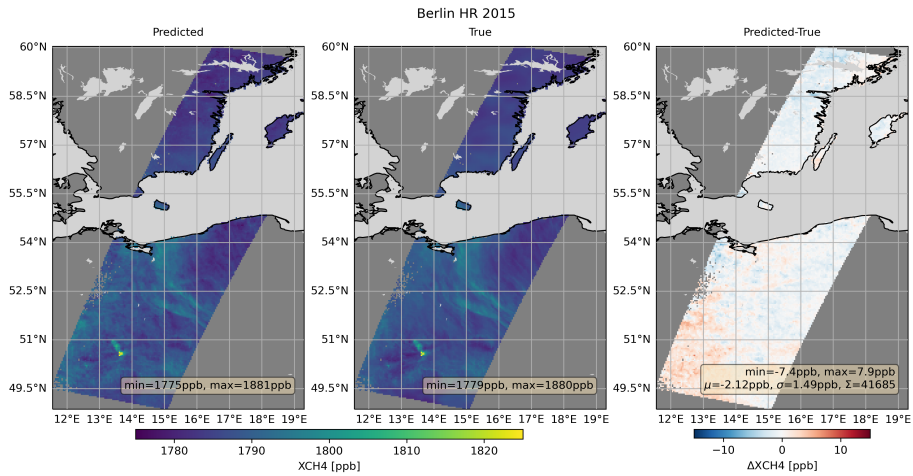 Berlin HR 2015
Predicted
True
Predicted-True
60°N
58.5°N
57°N
55.5°N
54°N
52.5°N
51°N
49.5°N
min=1775ppb, max=1881ppb
12°E 13°E 14°E 15°E 16°E 17°E 18°E 19°E
60°N
58.5°N
57°N
55.5°N
54°N
52.5°N
51°N
49.5°N
min=1779ppb, max=1880ppb
12°E 13°E 14°E 15°E 16°E 17°E 18°E 19°E
60°N
58.5°N
57°N
55.5°N
54°N
52.5°N
51°N
49.5°N
min=-7.4ppb, max=7.9ppb
μ=-2.12ppb, σ=1.49ppb, Σ=41685
12°E 13°E 14°E 15°E 16°E 17°E 18°E 19°E
1780 1790 1800 1810 1820
XCH4 [ppb]
−10 0 10
ΔXCH4 [ppb]